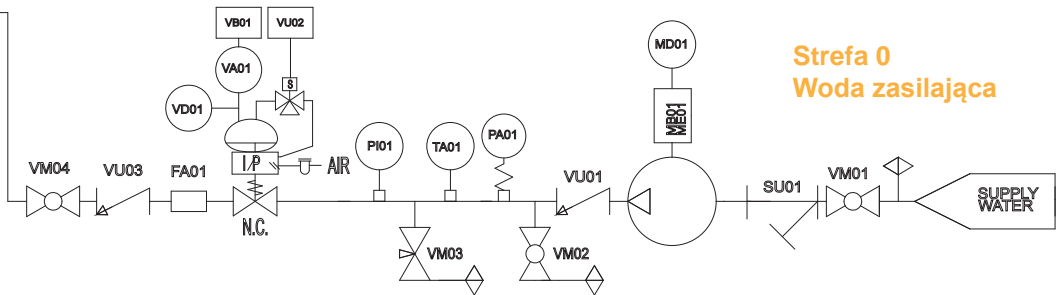 VB01
VU02
MD01
Strefa 0
Woda zasilająca
VA01
S
VD01
MB01
ME01
PI01
TA01
PA01
I/P
AIR
VM04
VU03
FA01
VU01
SU01
VM01
SUPPLY
WATER
N.C.
VM03
VM02